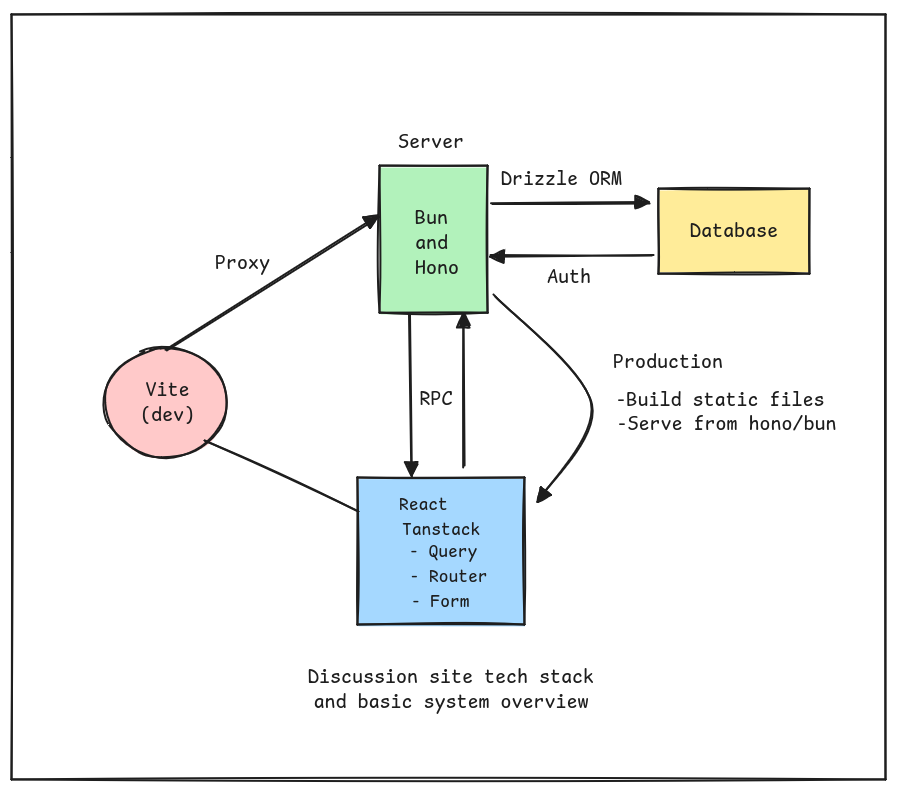 Server
Bun
and
Hono
Drizzle ORM
Database
Auth
Proxy
Vite
(dev)
RPC
Production
-Build static files
-Serve from hono/bun
React
Tanstack
- Query
- Router
- Form
Discussion site tech stack
and basic system overview